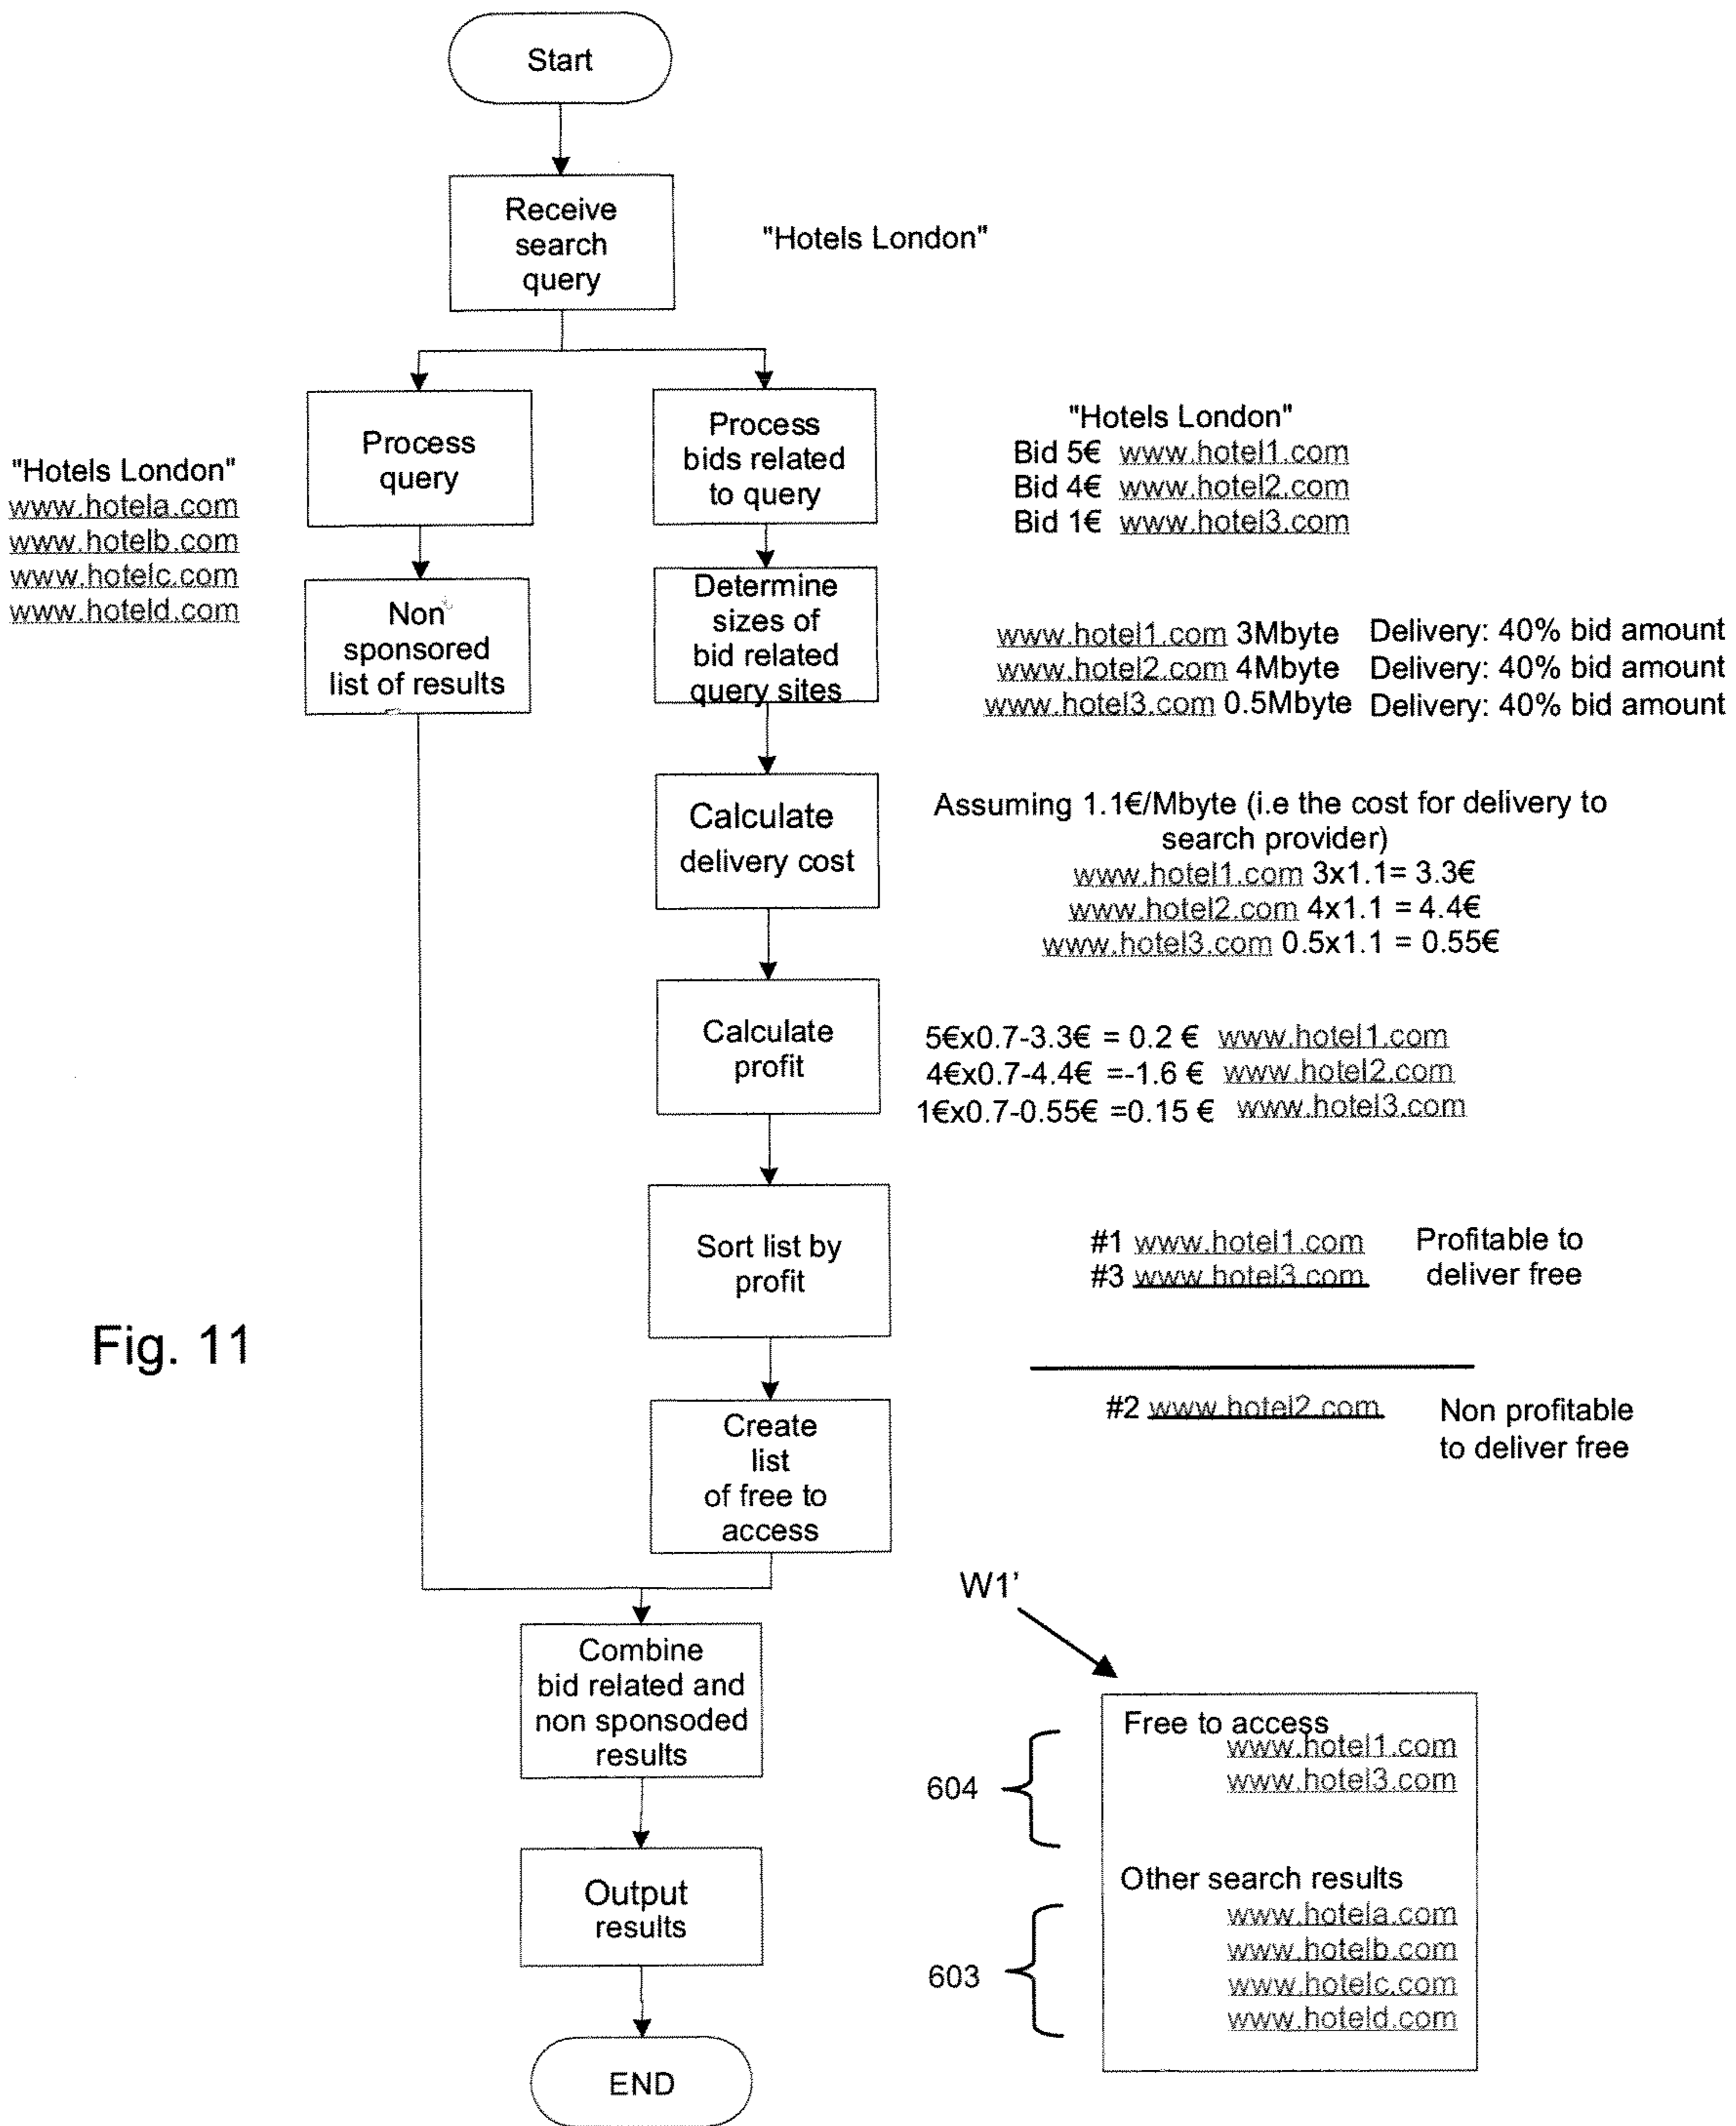 Start
Receive
search
query
"Hotels London"
Process
query
"Hotels London"
www.hotela.com
www.hotelb.com
www.hotelc.com
www.hoteld.com
Non
sponsored
list of results
Process
bids related
to query
"Hotels London"
Bid 5€ www.hotel1.com
Bid 4€ www.hotel2.com
Bid 1€ www.hotel3.com
Determine
sizes of
bid related
query sites
www.hotel1.com 3Mbyte Delivery: 40% bid amount
www.hotel2.com 4Mbyte Delivery: 40% bid amount
www.hotel3.com 0.5Mbyte Delivery: 40% bid amount
Calculate
delivery cost
Assuming 1.1€/Mbyte (i.e the cost for delivery to
search provider)
www.hotel1.com 3x1.1= 3.3€
www.hotel2.com 4x1.1 = 4.4€
www.hotel3.com 0.5x1.1 = 0.55€
Calculate
profit
5€x0.7-3.3€ = 0.2 € www.hotel1.com
4€x0.7-4.4€ =-1.6 € www.hotel2.com
1€x0.7-0.55€ =0.15 € www.hotel3.com
Sort list by
profit
#1 www.hotel1.com Profitable to
#3 www.hotel3.com deliver free
Fig. 11
Create
list
of free to
access
#2 www.hotel2.com Non profitable
to deliver free
W1'
Combine
bid related and
non sponsoded
results
Free to access
www.hotel1.com
www.hotel3.com
604
Output
results
Other search results
www.hotela.com
www.hotelb.com
www.hotelc.com
www.hoteld.com
603
END